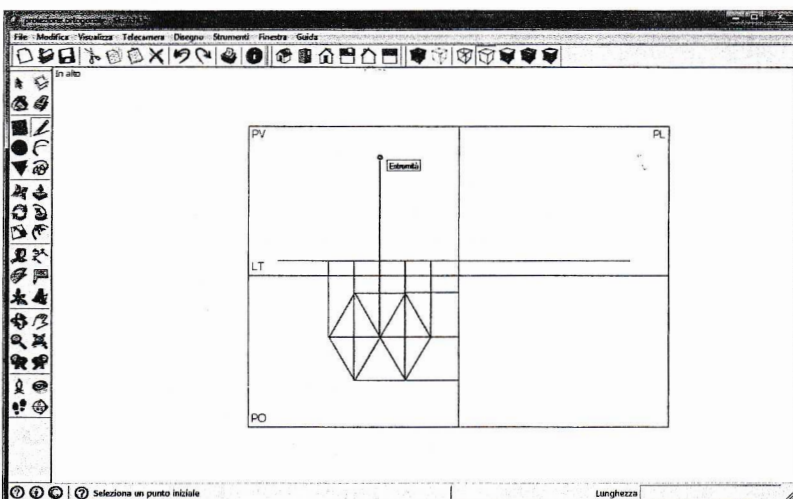 File Modifica Visualizza Telecamera Disegno Strumenti Finestra Guida
In alto
PV
PL
Estremità
LT
PO
Seleziona un punto iniziale
Lunghezza